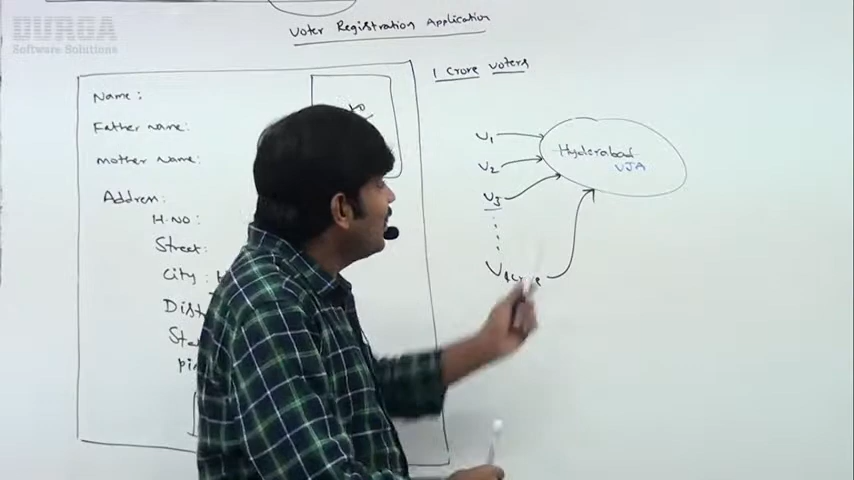 DURGA
Software Solutions
Voter Registration Application
1 Crore voters
Name :
Father name:
mother name:
Address:
H.NO:
Street:
City :
V1
V2
V3
V1crore
Hyderabad
VJA